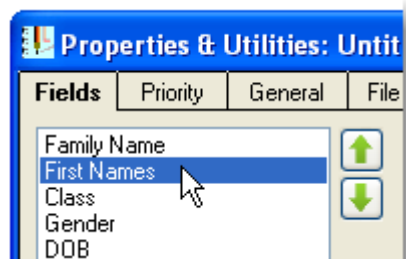 Properties & Utilities: Untit
Fields Priority General File
Family Name
First Names
Class
Gender
DOB